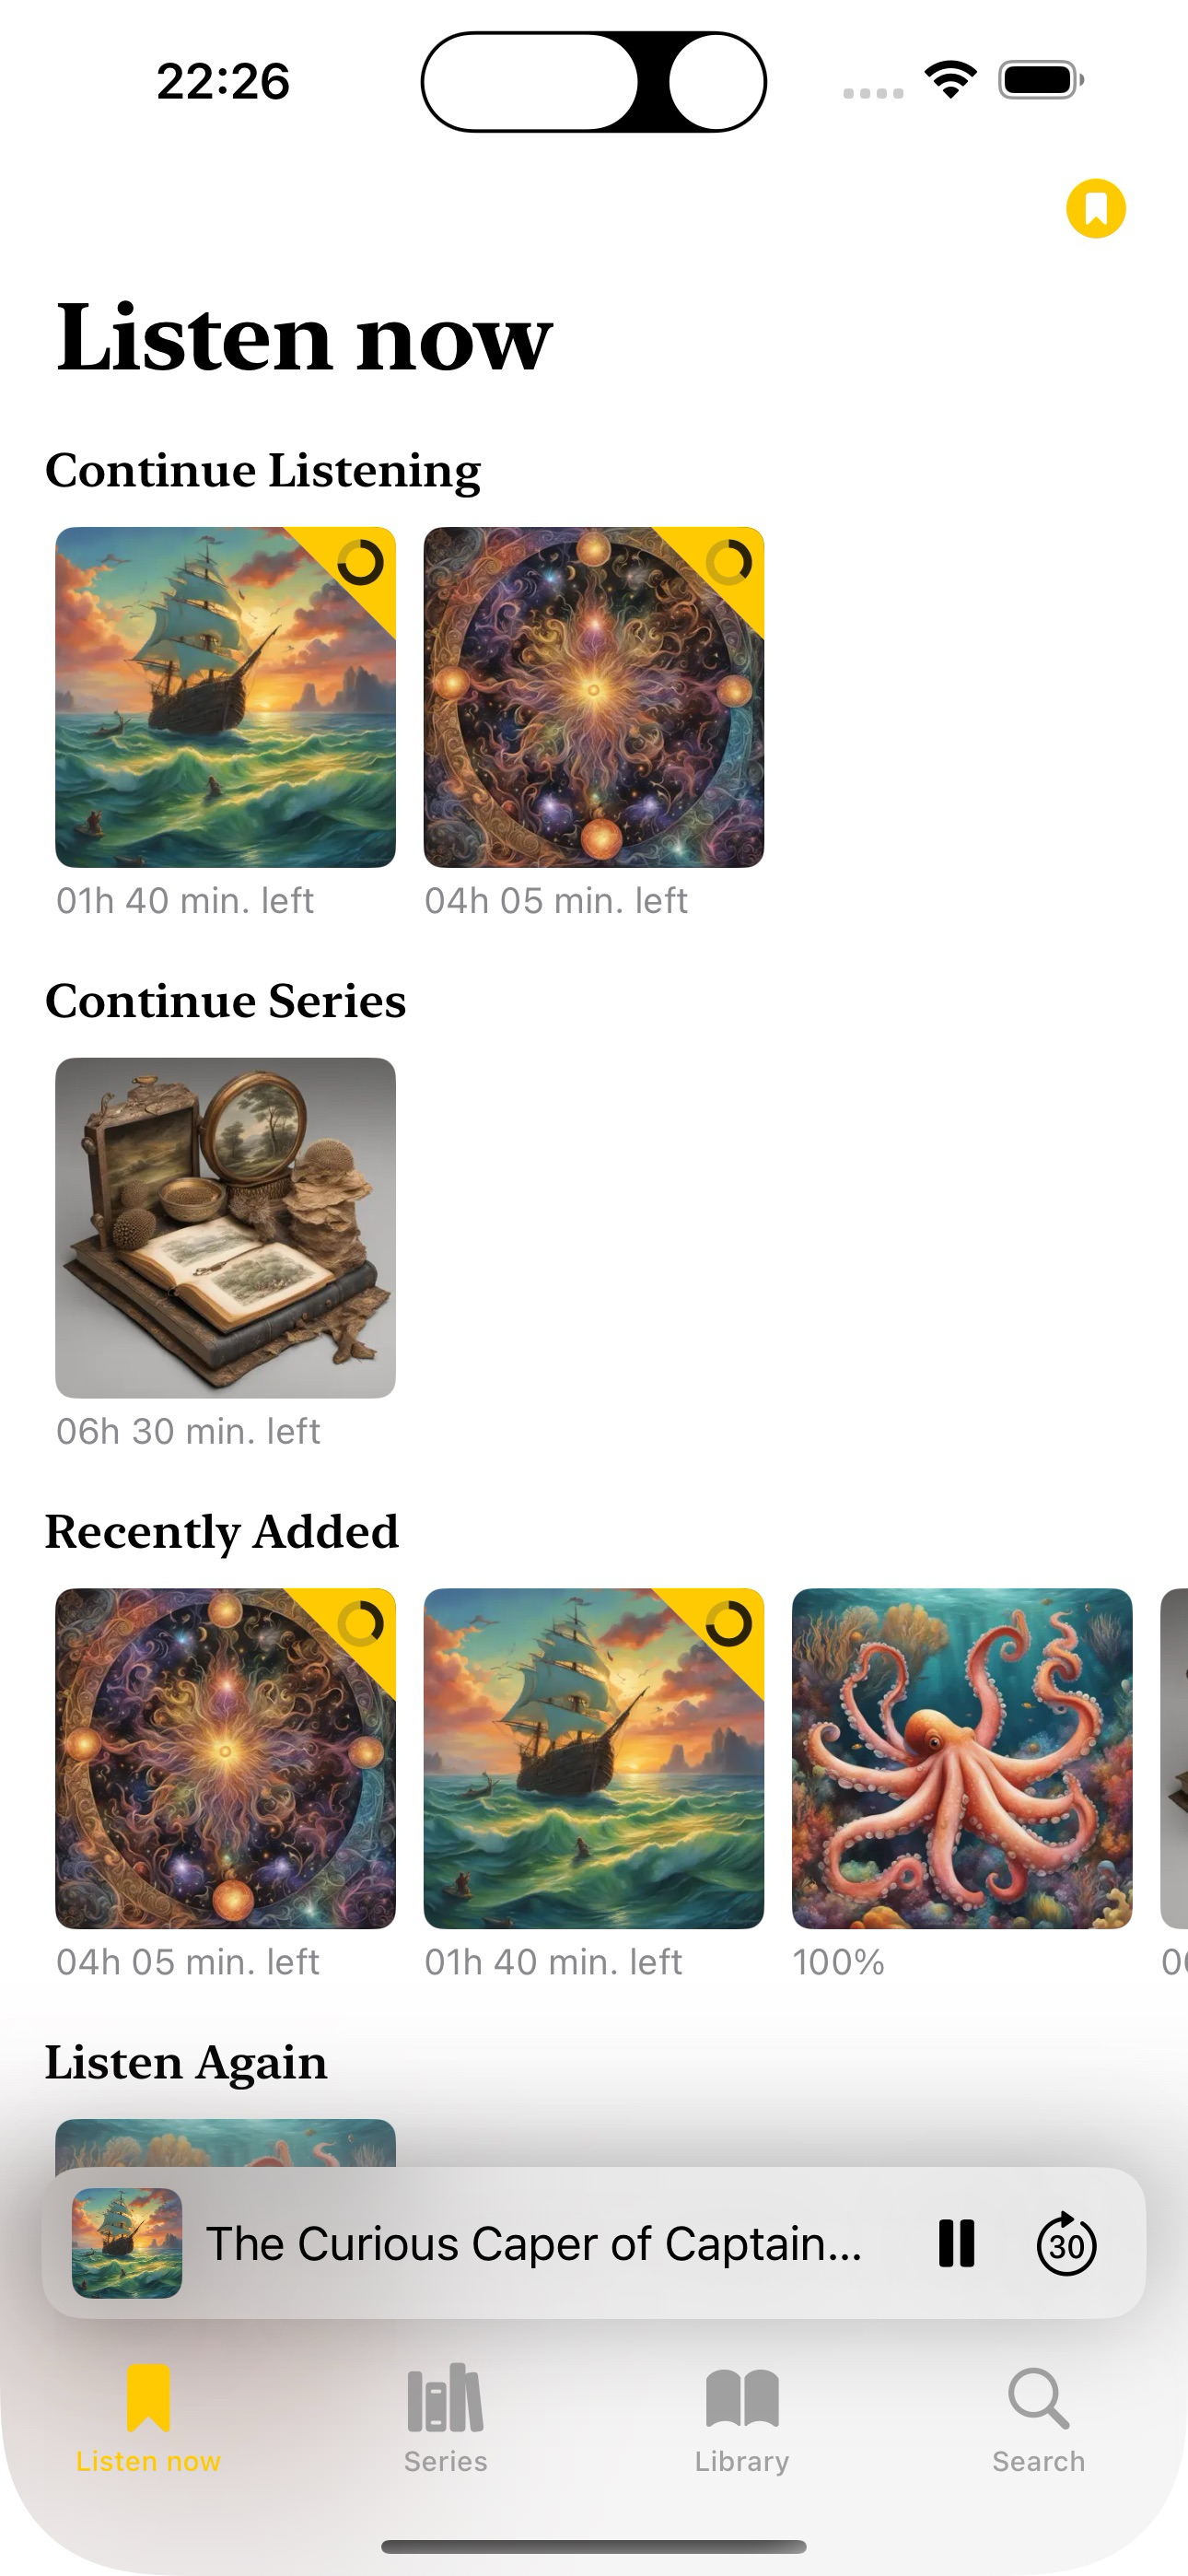 22:26
Listen now
Continue Listening
01h 40 min. left
04h 05 min. left
Continue Series
06h 30 min. left
Recently Added
04h 05 min. left
01h 40 min. left
100%
Listen Again
The Curious Caper of Captain...
30
Listen now
Series
Library
Search